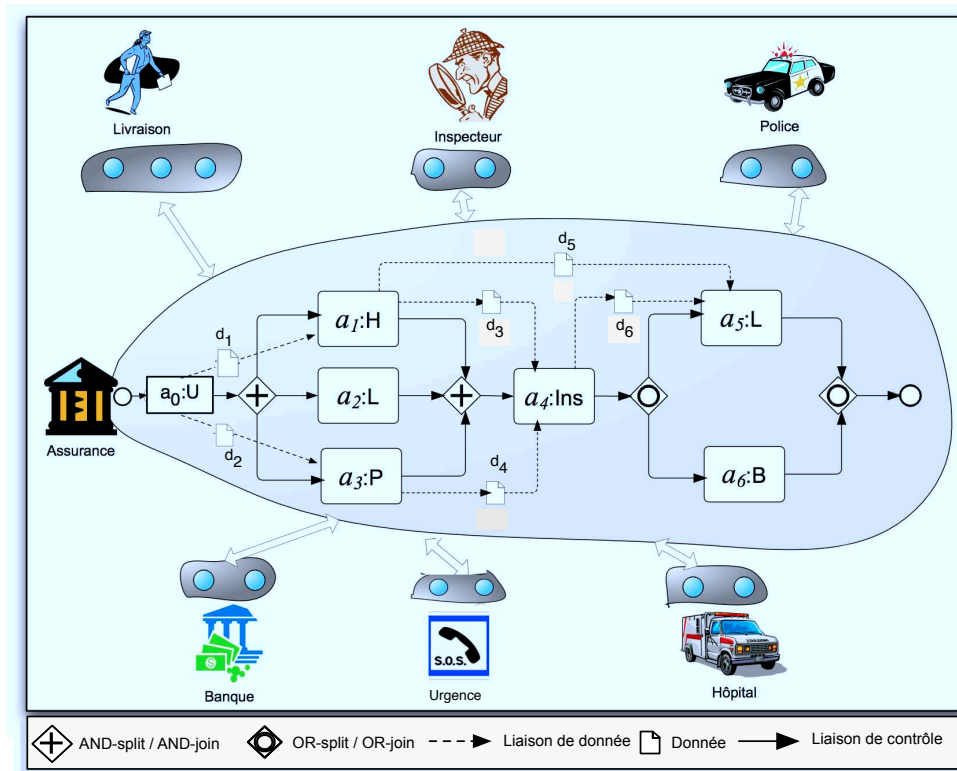 Livraison
Inspecteur
Police
d5
d1
a1:H
d3
d6
a5:L
a0:U
a2:L
a4:Ins
Assurance
d2
a3:P
d4
a6:B
S.O.S.
Banque
Urgence
Hôpital
AND-split / AND-join
OR-split / OR-join
Liaison de donnée
Donnée
Liaison de contrôle